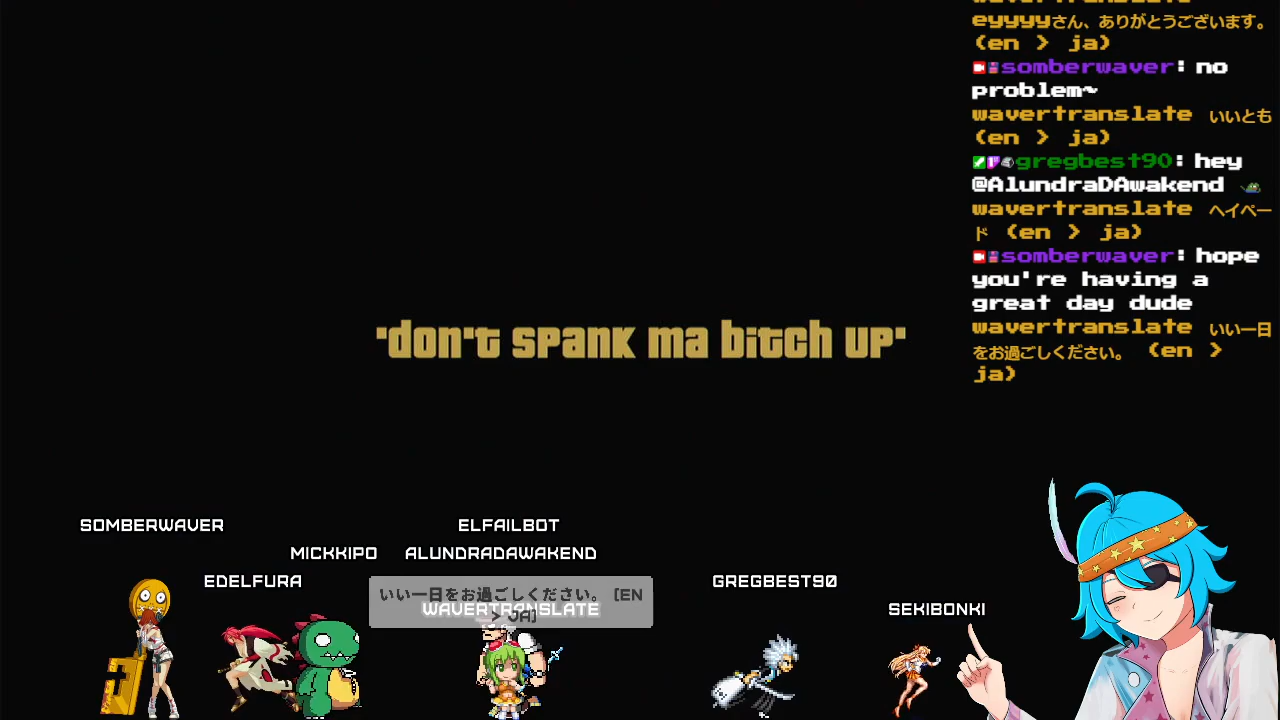 eyyyyさん、ありがとうございます。
(en > ja)
somberwaver: no
problem~
wavertranslate いいとも
(en > ja)
gregbest90: hey
@AlundraDAwakend
wavertranslate ヘイベー
ド (en > ja)
somberwaver: hope
you're having a
great day dude
wavertranslate いい一日
をお過ごしください。 (en >
ja)
'don't spank ma bitch up'
SOMBERWAVER
ELFAILBOT
MICKKIPO
ALUNDRADAWAKEND
EDELFURA
GREGBEST90
いい一日をお過ごしください。 [EN
> JA]
WAVERTRANSLATE
SEKIBONKI